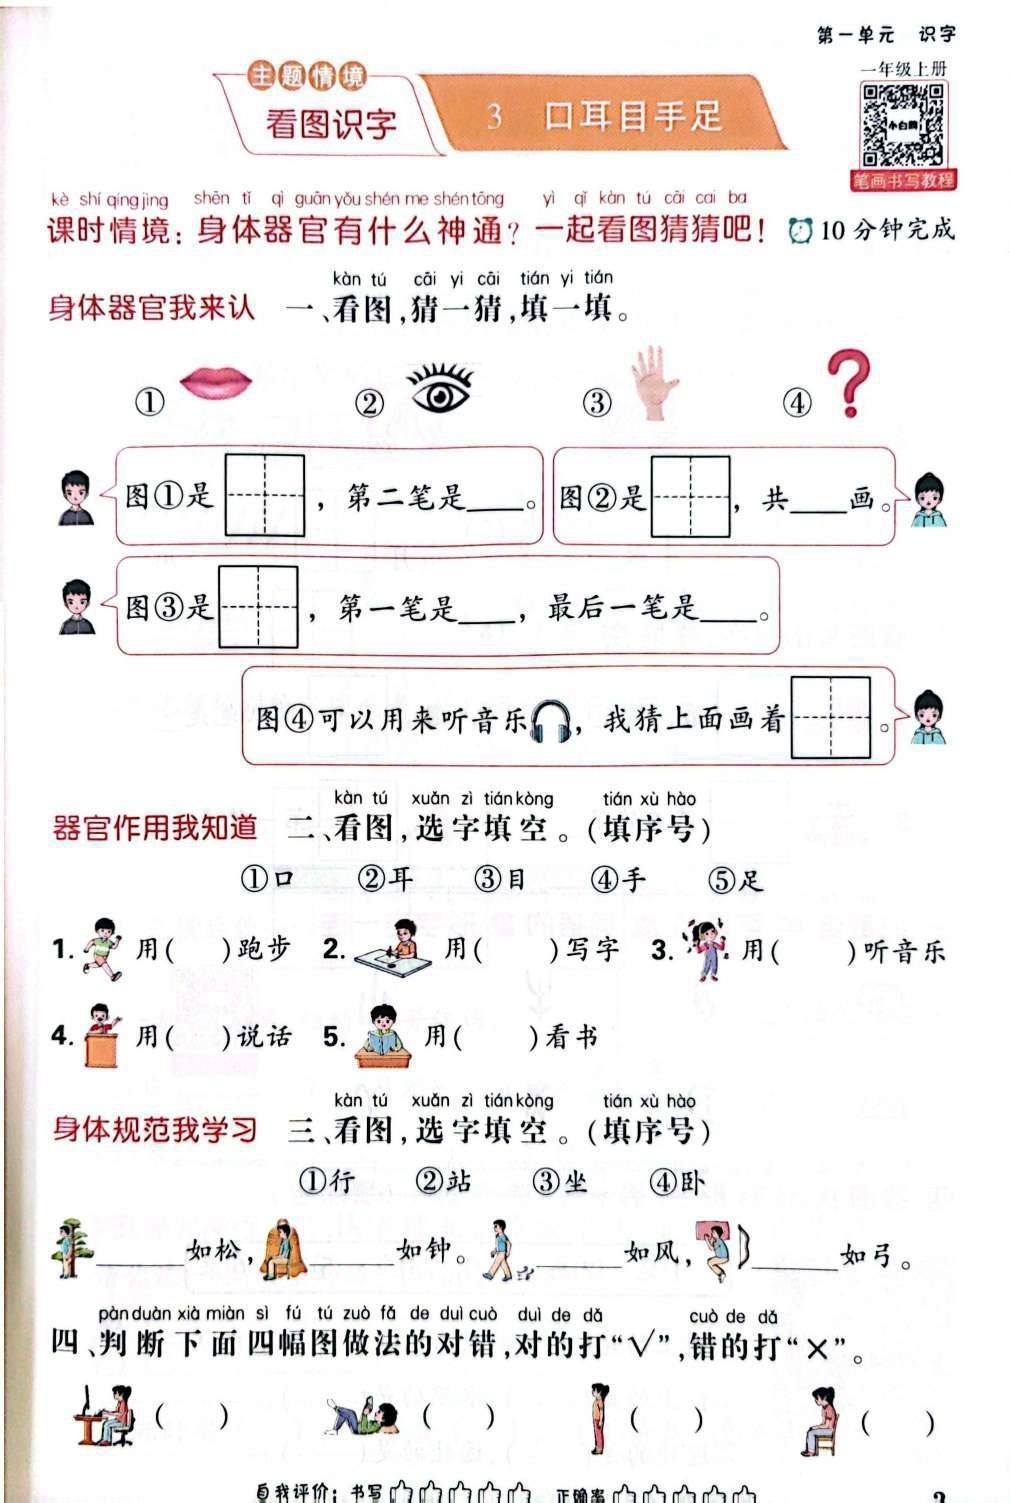 第一单元 识字
主题情境
看图识字
3 口耳目手足
一年级上册
小白鸥
笔画书写教程
kè shí qíng jìng shēn tǐ qì guān yǒu shén me shén tōng yì qǐ kàn tú cāi cai ba
课时情境：身体器官有什么神通？一起看图猜猜吧！ 10分钟完成
kàn tú cāi yi cāi tián yi tián
身体器官我来认 一、看图，猜一猜，填一填。
① ② ③ ④
图①是 ，第二笔是____。 图②是 ，共____画。
图③是 ，第一笔是____，最后一笔是____。
图④可以用来听音乐 ，我猜上面画着 。
kàn tú xuǎn zì tián kòng tián xù hào
器官作用我知道 二、看图，选字填空。（填序号）
①口 ②耳 ③目 ④手 ⑤足
1. 用( )跑步 2. 用( )写字 3. 用( )听音乐
4. 用( )说话 5. 用( )看书
kàn tú xuǎn zì tián kòng tián xù hào
身体规范我学习 三、看图，选字填空。（填序号）
①行 ②站 ③坐 ④卧
______如松， ______如钟。 ______如风， ______如弓。
pàn duàn xià miàn sì fú tú zuò fǎ de duì cuò duì de dǎ cuò de dǎ
四、判断下面四幅图做法的对错，对的打“√”，错的打“×”。
( ) ( ) ( ) ( )
自我评价：书写 正确率